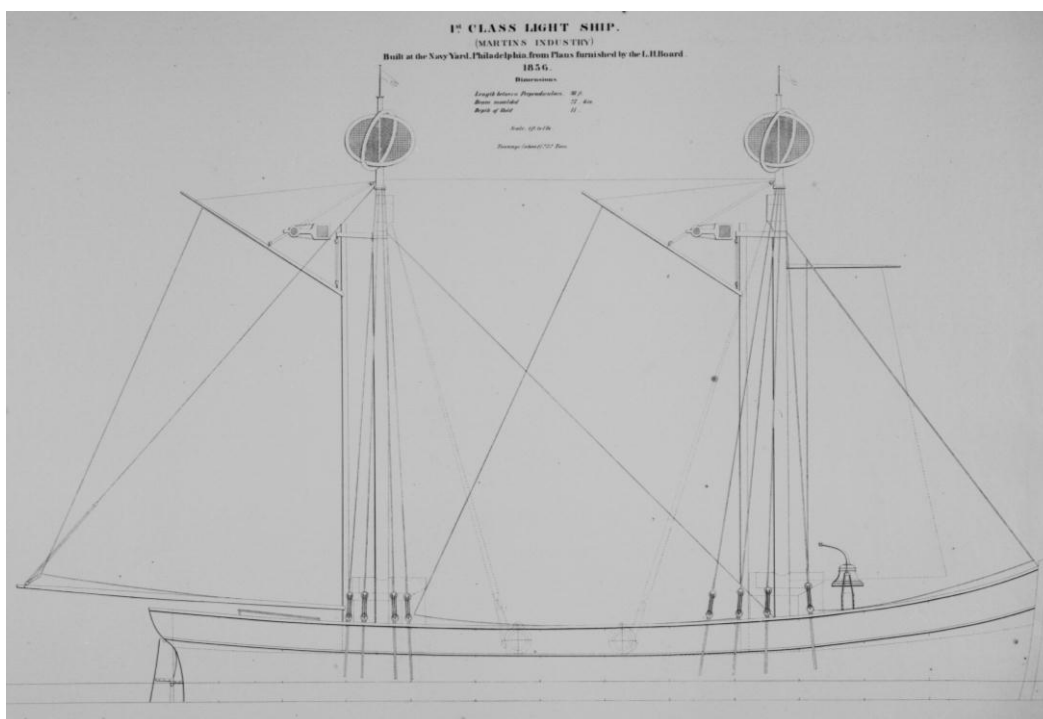 1st CLASS LIGHT SHIP.
(MARTINS INDUSTRY)
Built at the Navy Yard, Philadelphia, from Plans furnished by the L.H. Board.
1856.
Dimensions
Length between Perpendiculars,
Beam moulded
Depth of Hold
Scale